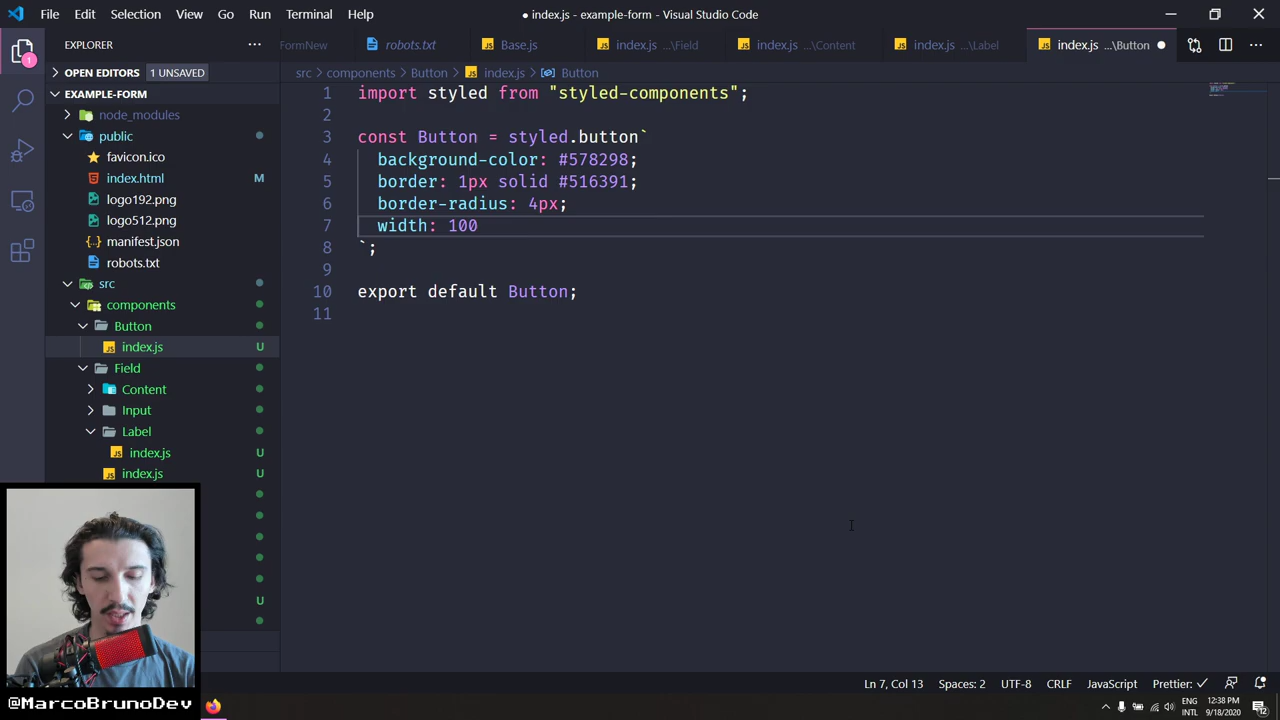 File Edit Selection View Go Run Terminal Help
● index.js - example-form - Visual Studio Code
EXPLORER
FormNew robots.txt Base.js index.js ...\Field index.js ...\Content index.js ...\Label index.js ...\Button
OPEN EDITORS 1 UNSAVED
src > components > Button > index.js > Button
EXAMPLE-FORM
node_modules
public
favicon.ico
index.html M
logo192.png
logo512.png
manifest.json
robots.txt
src
components
Button
index.js U
Field
Content
Input
Label
index.js U
index.js U
U
1 import styled from "styled-components";
2
3 const Button = styled.button`
4 background-color: #578298;
5 border: 1px solid #516391;
6 border-radius: 4px;
7 width: 100
8 `;
9
10 export default Button;
11
1
Ln 7, Col 13 Spaces: 2 UTF-8 CRLF JavaScript Prettier: ✓
@MarcoBrunoDev
ENG
INTL
12:38 PM
9/18/2020
12